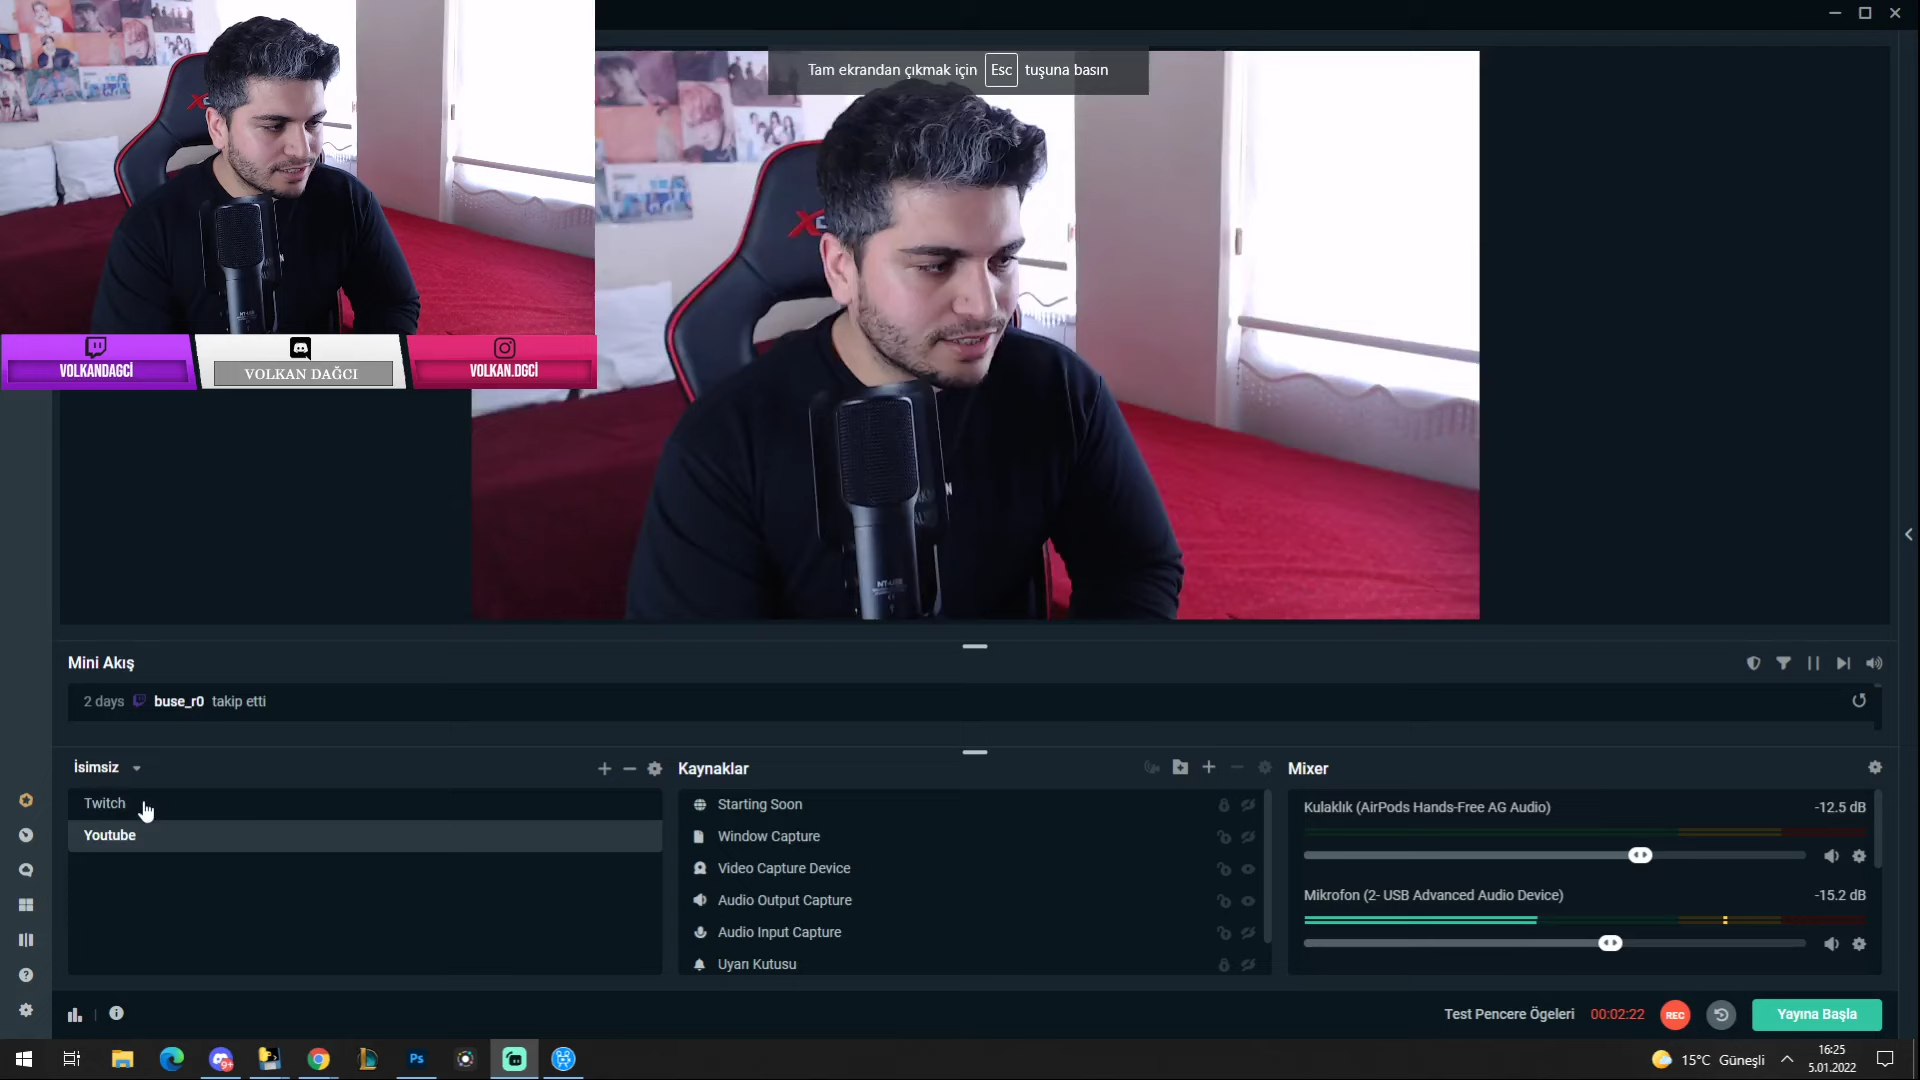 Tam ekrandan çıkmak için Esc tuşuna basın
VOLKANDAGCİ
VOLKAN DAĞCI
VOLKAN.DGCİ
NT-USB
Mini Akış
2 days buse_r0 takip etti
İsimsiz
Twitch
Youtube
Kaynaklar
Starting Soon
Window Capture
Video Capture Device
Audio Output Capture
Audio Input Capture
Uyarı Kutusu
Mixer
Kulaklık (AirPods Hands-Free AG Audio) -12.5 dB
Mikrofon (2- USB Advanced Audio Device) -15.2 dB
Test Pencere Ögeleri 00:02:22 REC Yayına Başla
9+
Ps
15°C Güneşli
16:25
5.01.2022